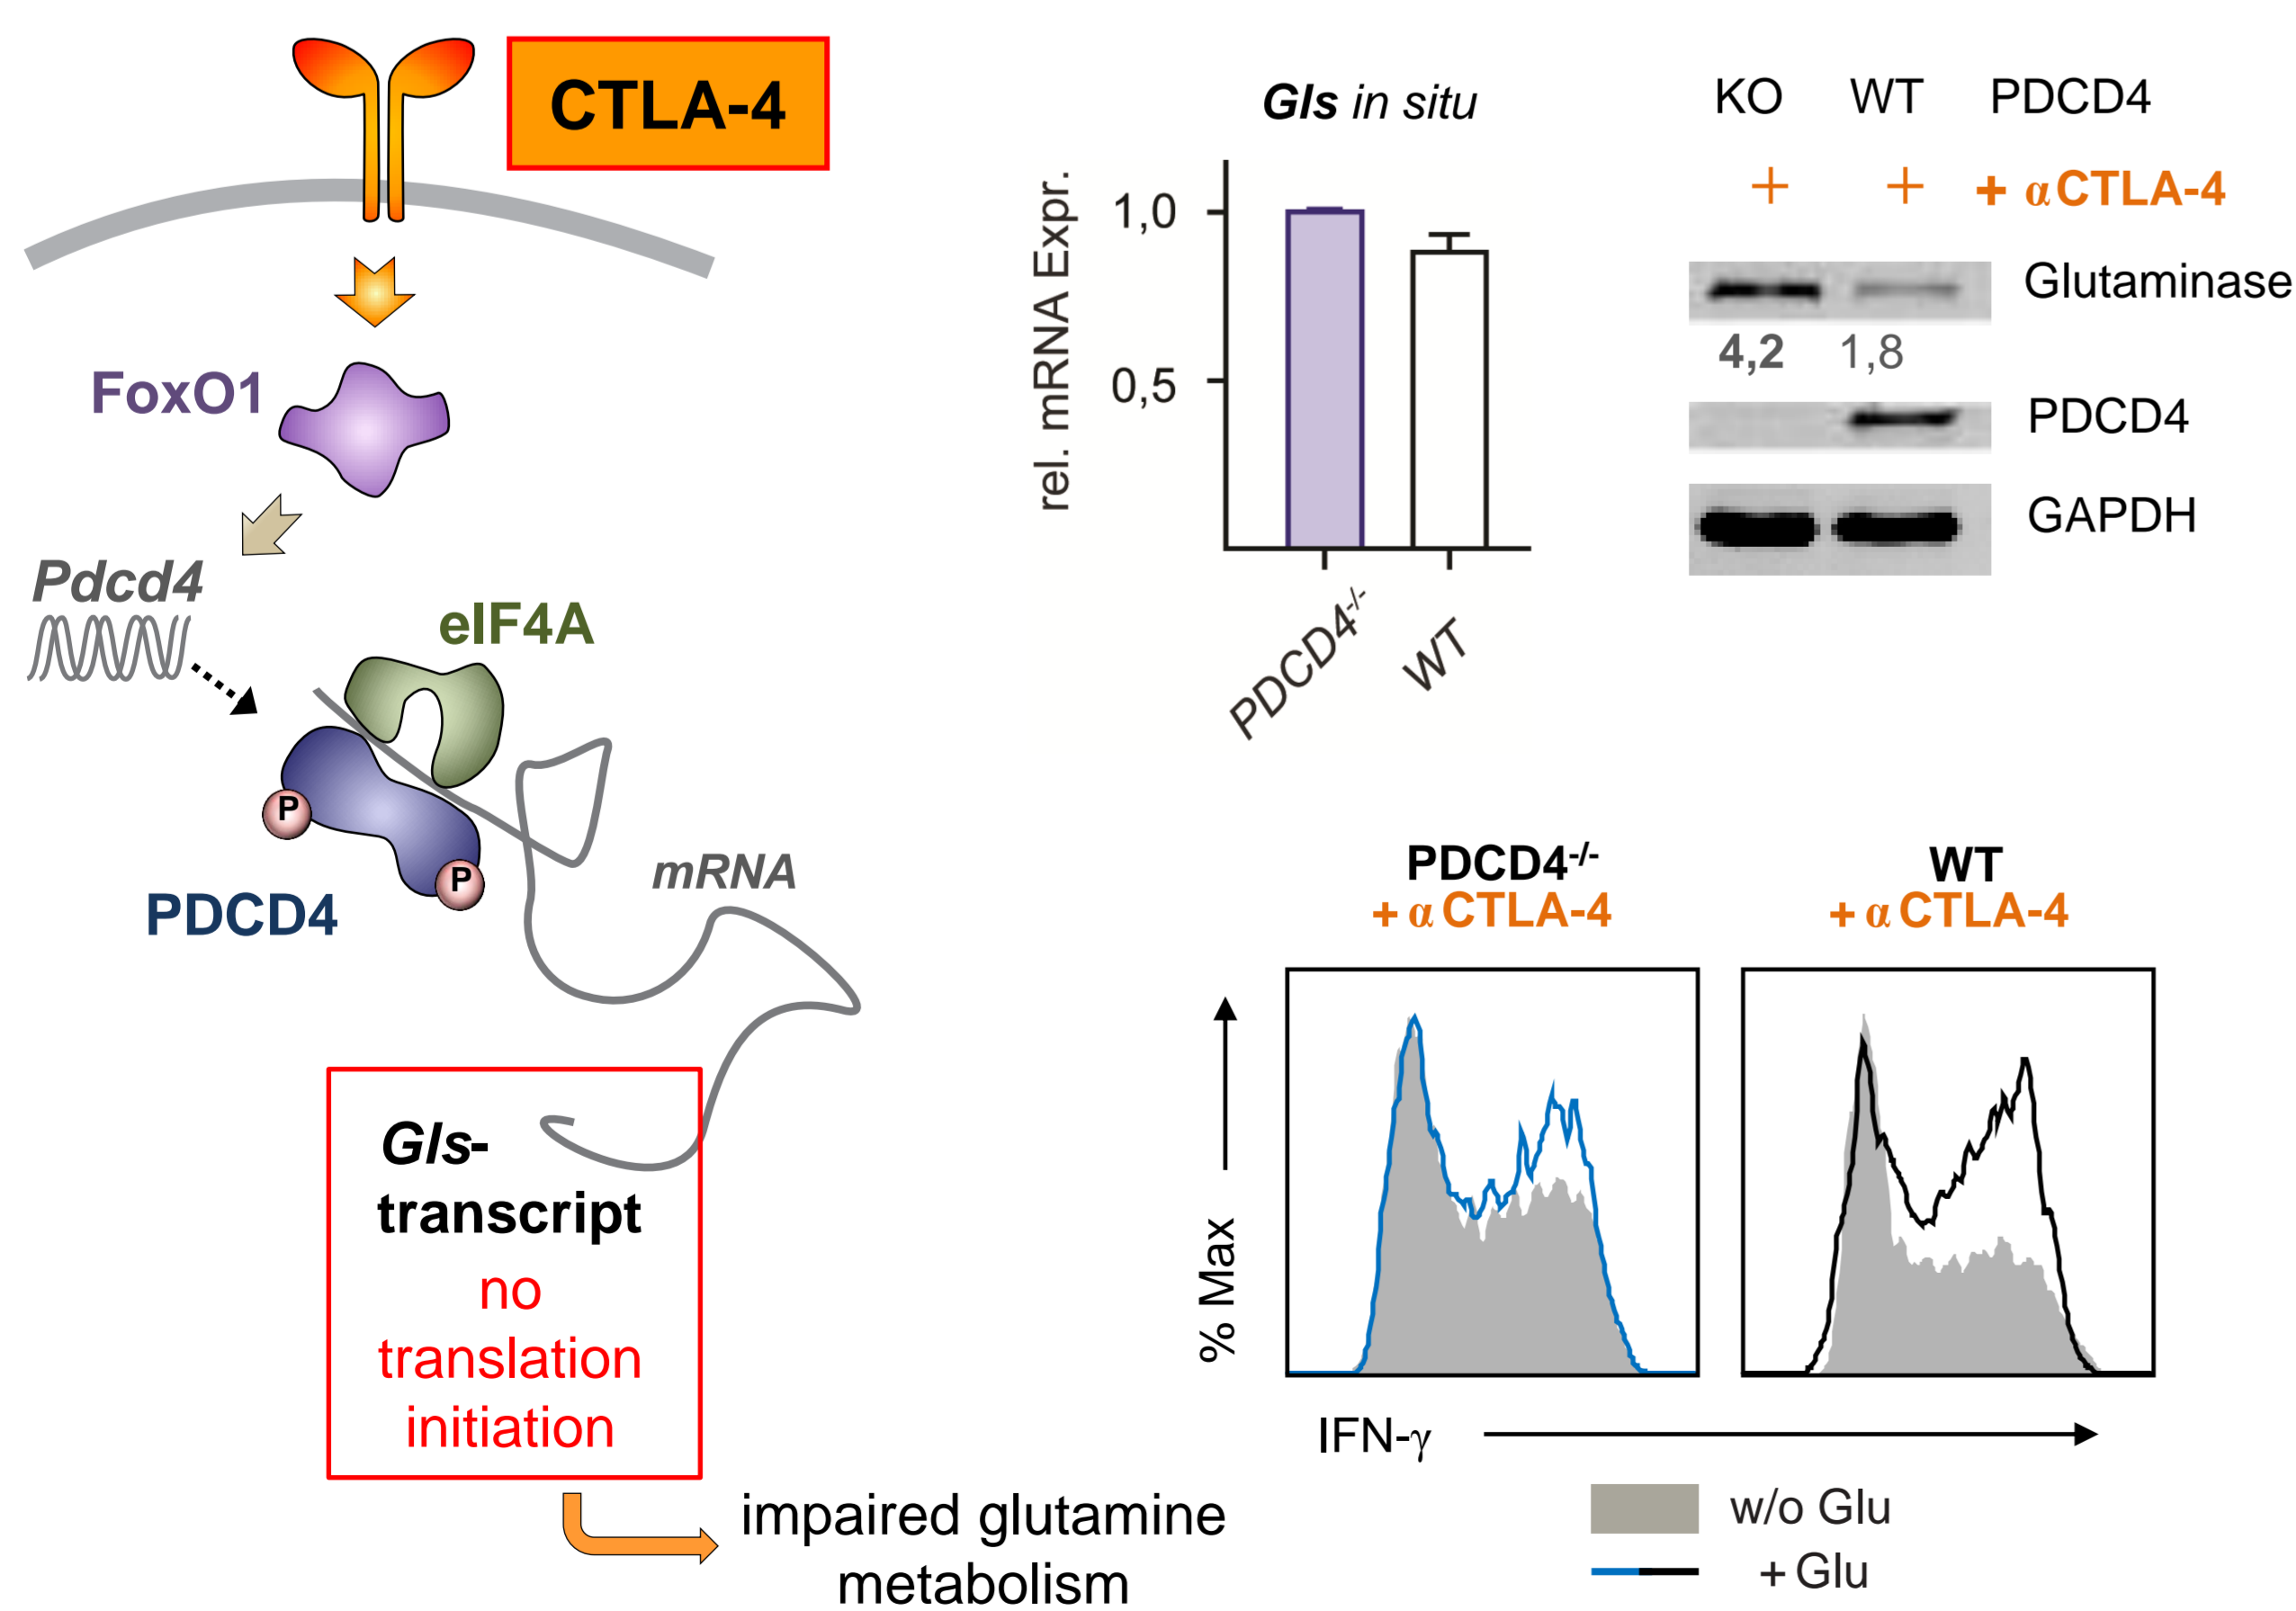 CTLA-4
FoxO1
Pdcd4
eIF4A
P
P
PDCD4
mRNA
Gls-
transcript
no
translation
initiation
impaired glutamine
metabolism
Gls in situ
rel. mRNA Expr.
1,0
0,5
PDCD4-/-
WT
KO WT PDCD4
+ + + αCTLA-4
Glutaminase
4,2 1,8
PDCD4
GAPDH
PDCD4-/-
+ α CTLA-4
WT
+ α CTLA-4
% Max
IFN-γ
w/o Glu
+ Glu